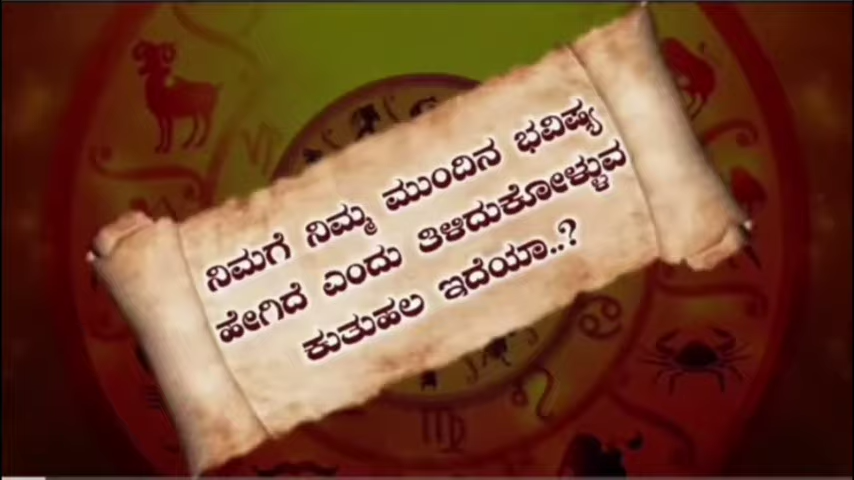 ನಿಮಗೆ ನಿಮ್ಮ ಮುಂದಿನ ಭವಿಷ್ಯ
ಹೇಗಿದೆ ಎಂದು ತಿಳಿದುಕೋಳ್ಳುವ
ಕುತುಹಲ ಇದೆಯಾ..?